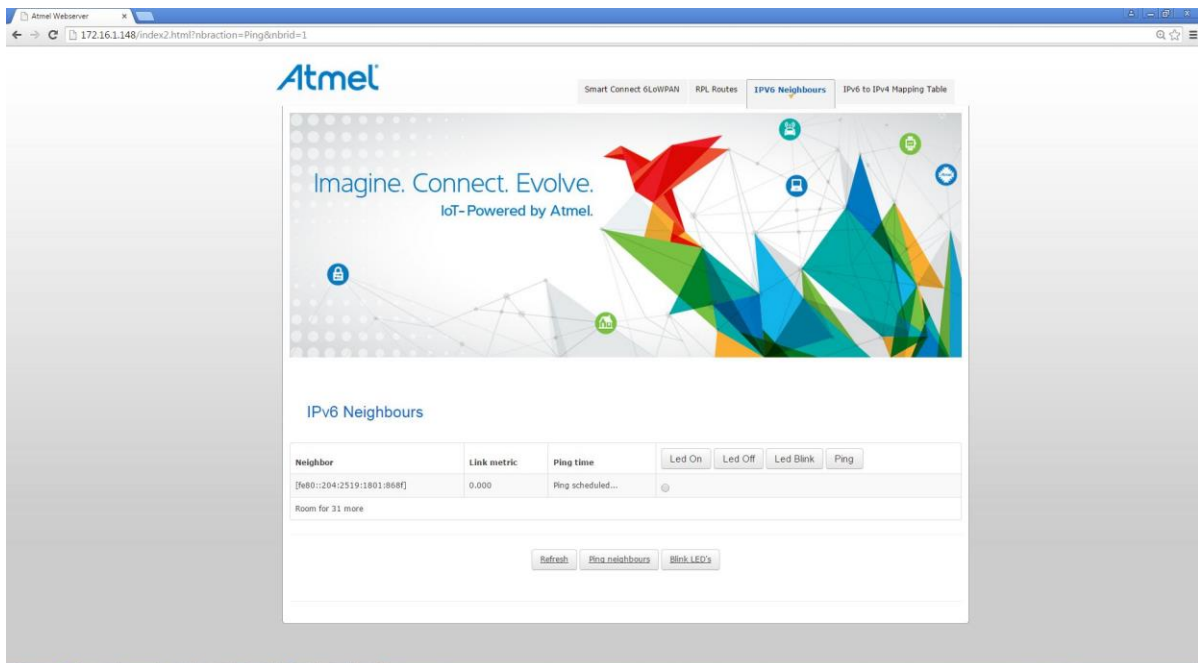 Atmel Webserver
172.16.1.148/index2.html?nbraction=Ping&nbrid=1
Atmel
Smart Connect 6LoWPAN RPL Routes IPV6 Neighbours IPv6 to IPv4 Mapping Table
Imagine. Connect. Evolve.
IoT-Powered by Atmel.
IPv6 Neighbours
Neighbor Link metric Ping time Led On Led Off Led Blink Ping
[fe80::204:2519:1801:868f] 0.000 Ping scheduled...
Room for 31 more
Refresh Ping neighbours Blink LED's